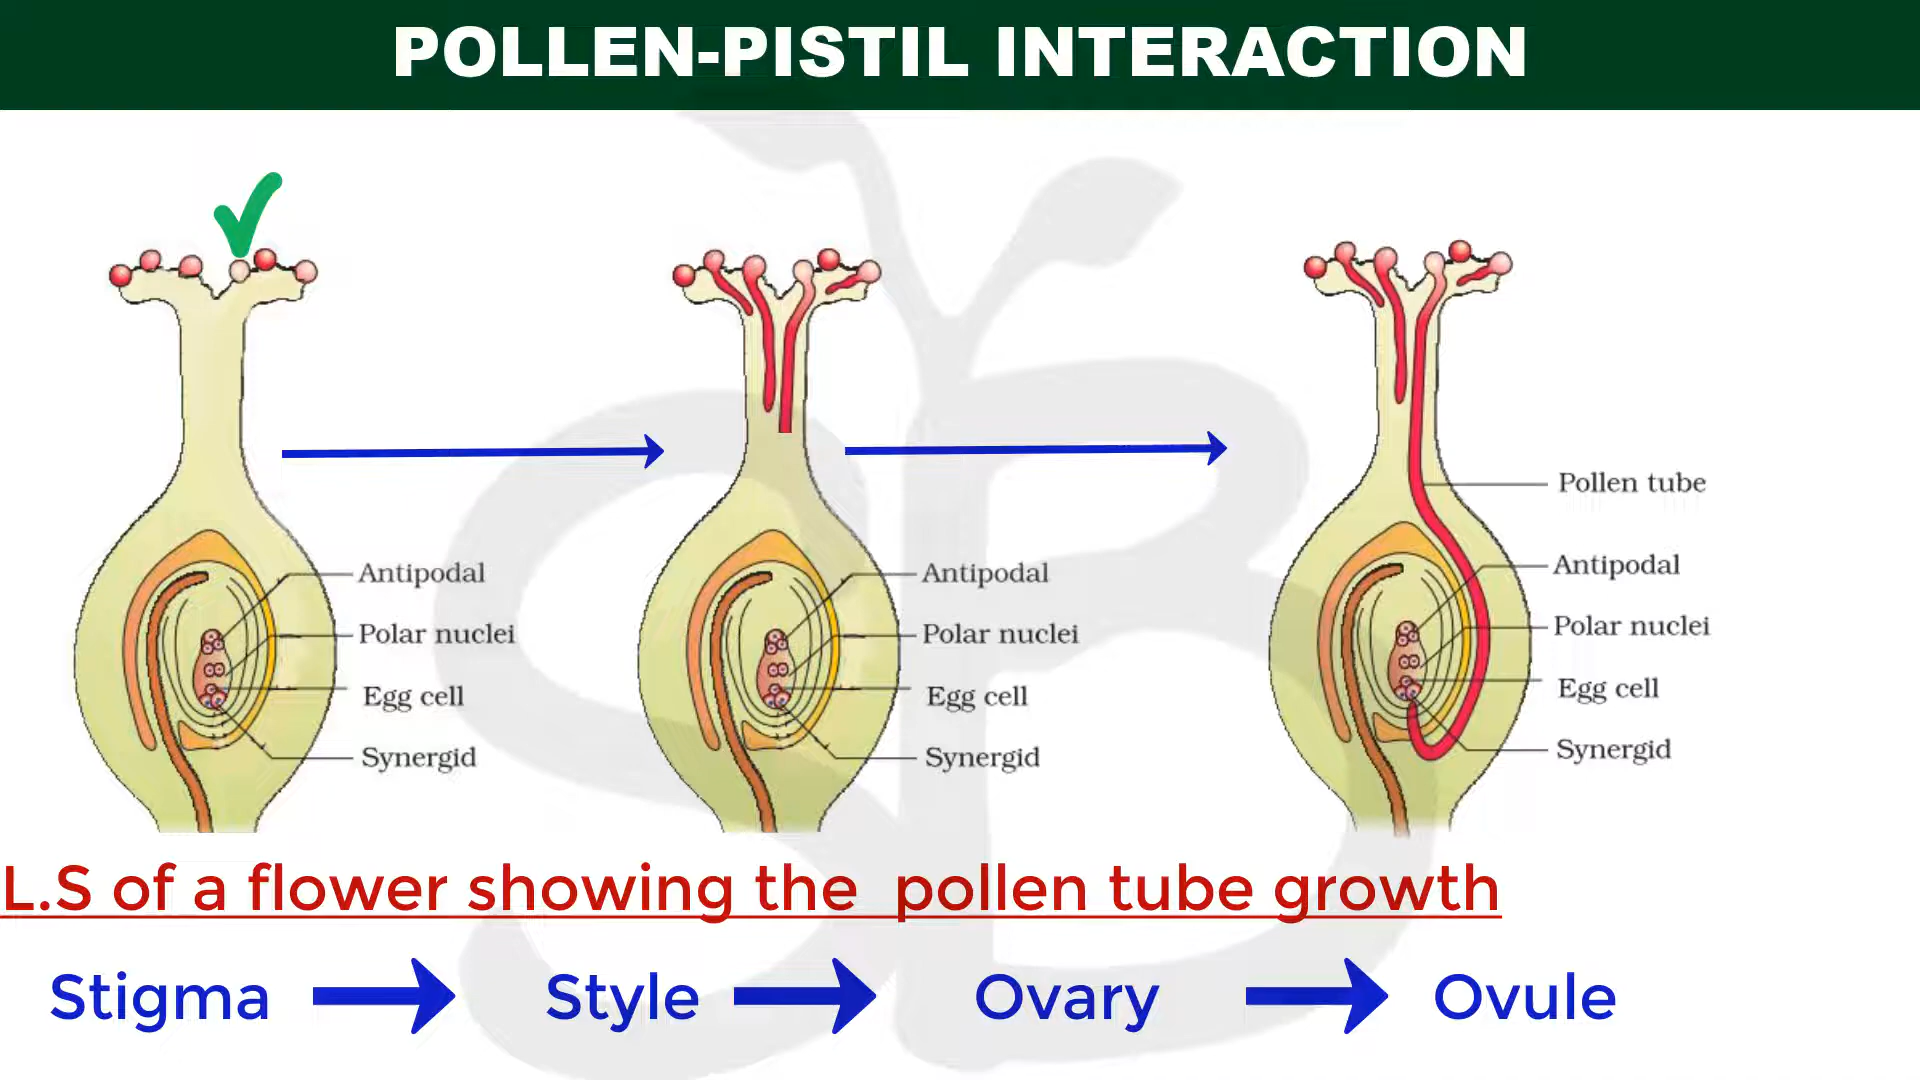 POLLEN-PISTIL INTERACTION
Antipodal
Polar nuclei
Egg cell
Synergid
Antipodal
Polar nuclei
Egg cell
Synergid
Pollen tube
Antipodal
Polar nuclei
Egg cell
Synergid
L.S of a flower showing the pollen tube growth
Stigma Style Ovary Ovule